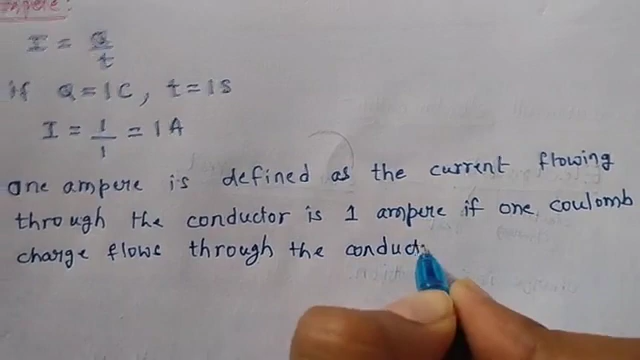 Ampere:
I = Q/t
if Q = 1C, t = 1S
I = 1/1 = 1A
One ampere is defined as the current flowing
through the conductor is 1 ampere if one coulomb
charge flows through the conduct